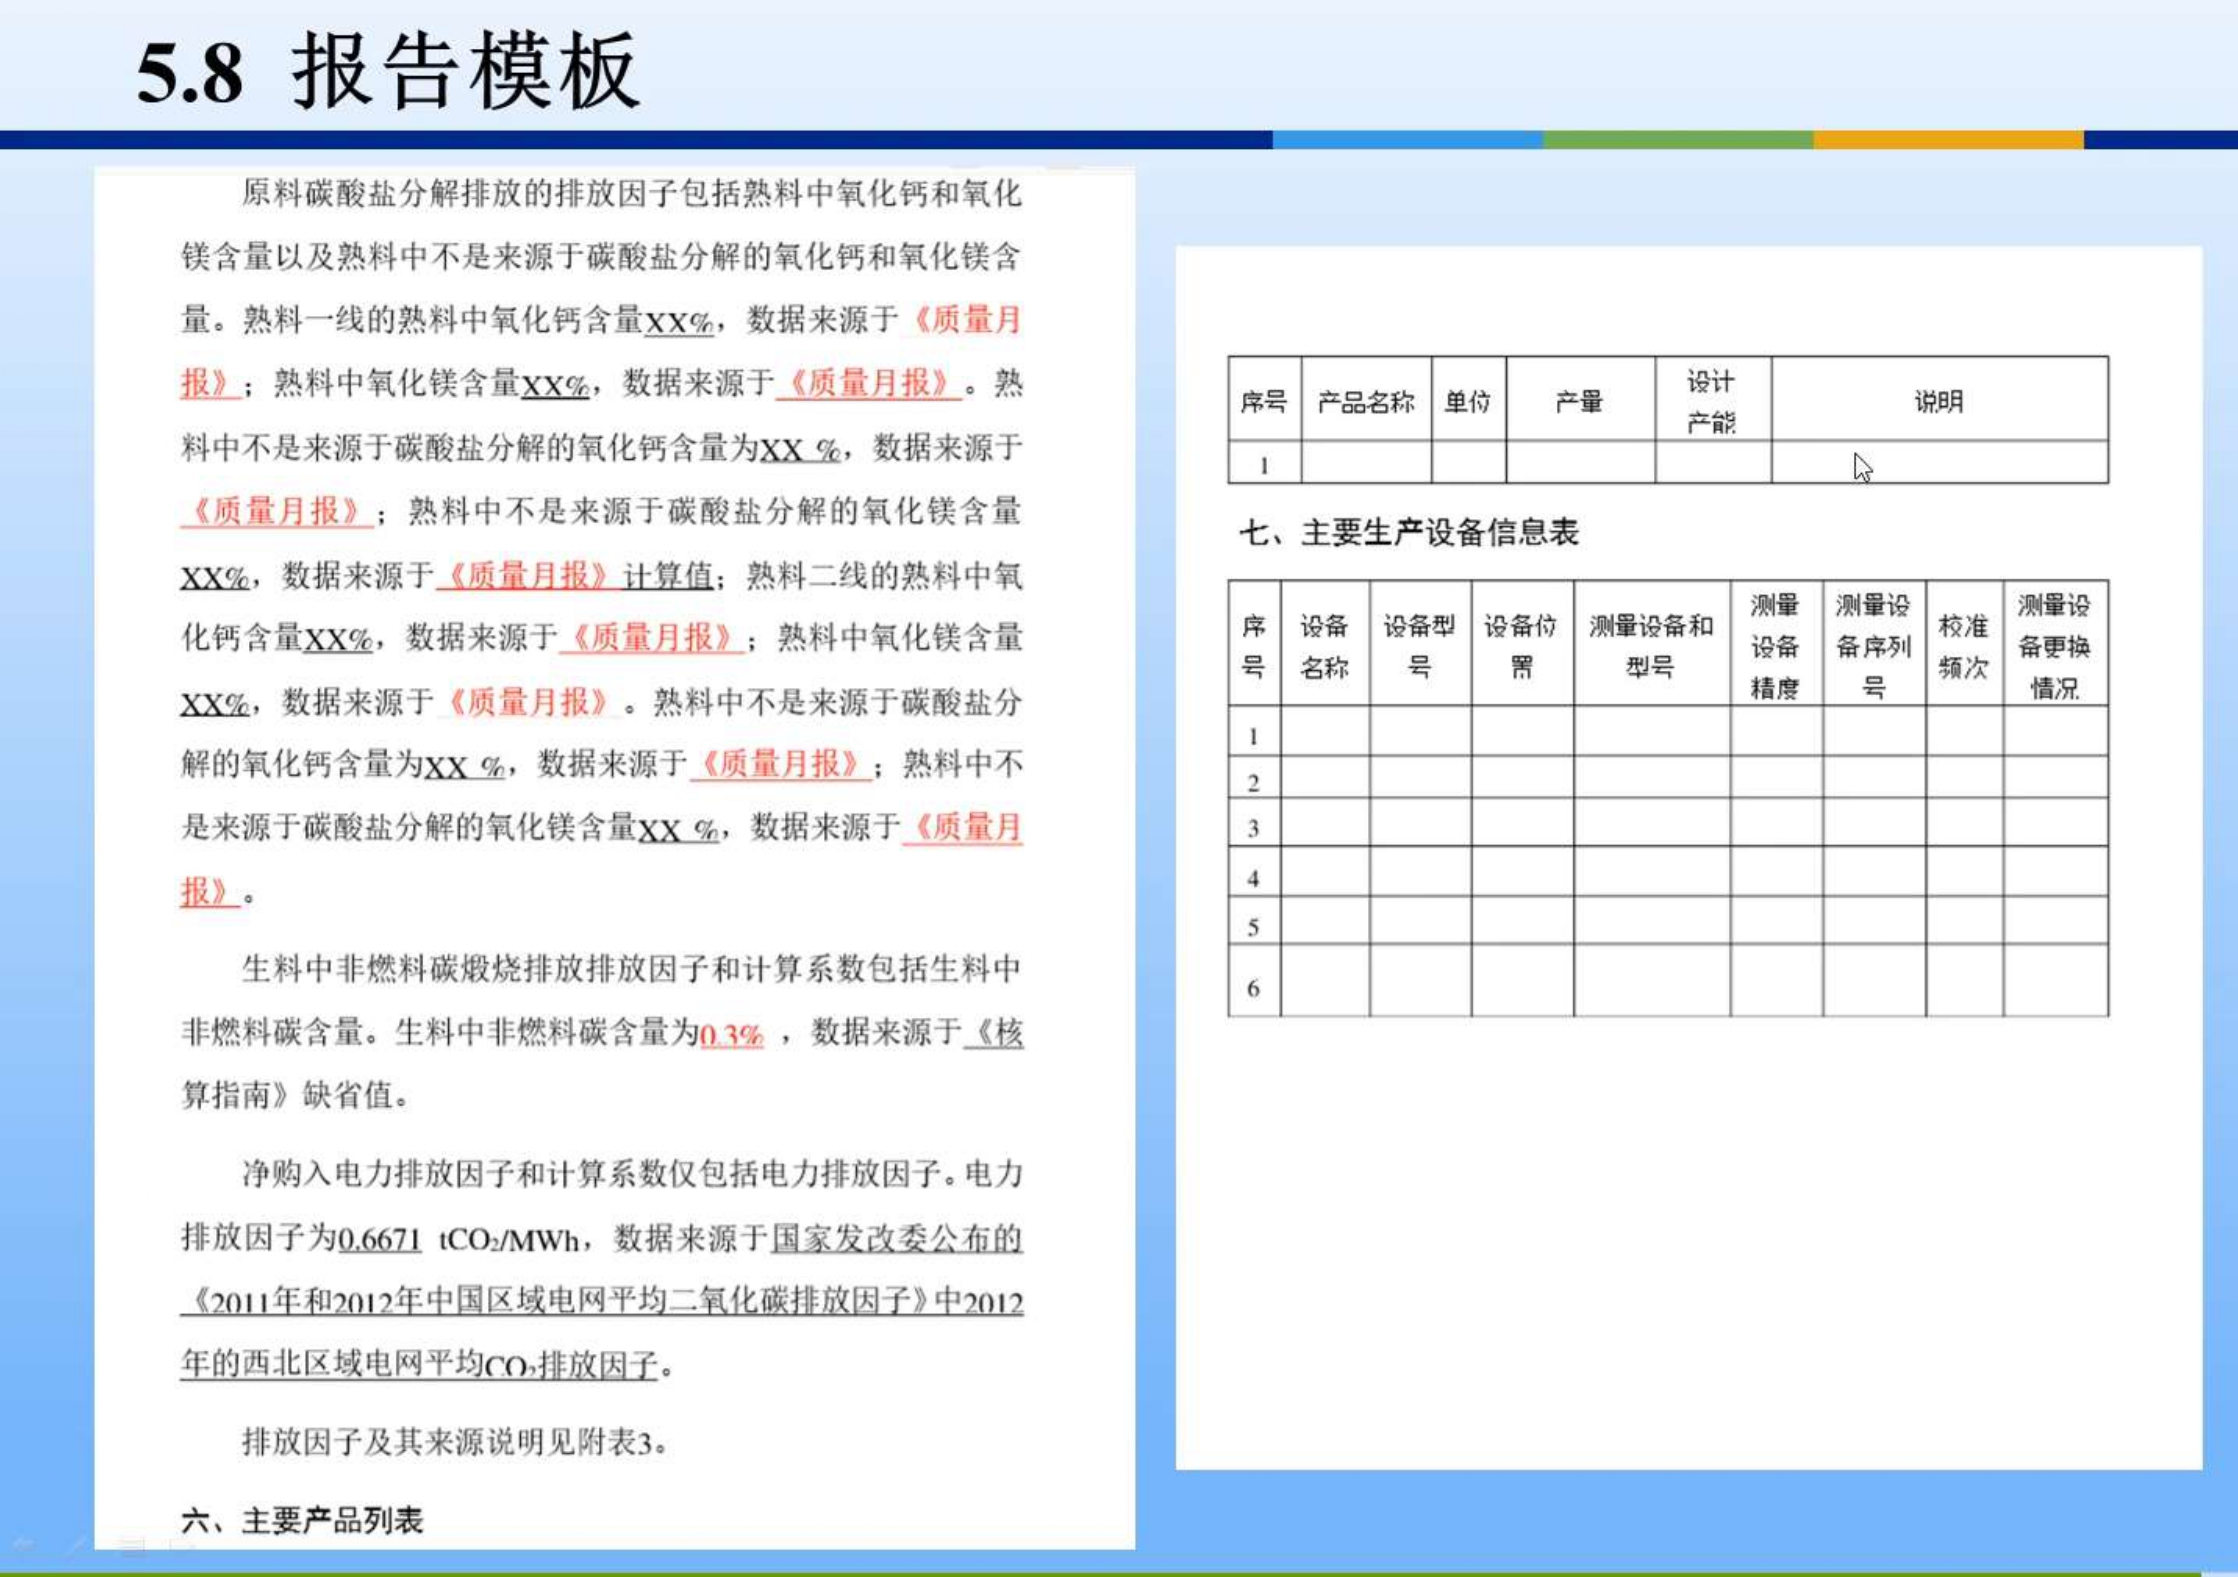 5.8 报告模板
原料碳酸盐分解排放的排放因子包括熟料中氧化钙和氧化
镁含量以及熟料中不是来源于碳酸盐分解的氧化钙和氧化镁含
量。熟料一线的熟料中氧化钙含量XX%，数据来源于《质量月
报》；熟料中氧化镁含量XX%，数据来源于《质量月报》。熟
料中不是来源于碳酸盐分解的氧化钙含量为XX %，数据来源于
《质量月报》；熟料中不是来源于碳酸盐分解的氧化镁含量
XX%，数据来源于《质量月报》计算值；熟料二线的熟料中氧
化钙含量XX%，数据来源于《质量月报》；熟料中氧化镁含量
XX%，数据来源于《质量月报》。熟料中不是来源于碳酸盐分
解的氧化钙含量为XX %，数据来源于《质量月报》；熟料中不
是来源于碳酸盐分解的氧化镁含量XX %，数据来源于《质量月
报》。
生料中非燃料碳煅烧排放排放因子和计算系数包括生料中
非燃料碳含量。生料中非燃料碳含量为0.3% ，数据来源于《核
算指南》缺省值。
净购入电力排放因子和计算系数仅包括电力排放因子。电力
排放因子为0.6671 tCO₂/MWh，数据来源于国家发改委公布的
《2011年和2012年中国区域电网平均二氧化碳排放因子》中2012
年的西北区域电网平均CO₂排放因子。
排放因子及其来源说明见附表3。
六、主要产品列表
序号 产品名称 单位 产量 设计产能 说明
1
七、主要生产设备信息表
序号 设备名称 设备型号 设备位置 测量设备和型号 测量设备精度 测量设备序列号 校准频次 测量设备更换情况
1
2
3
4
5
6